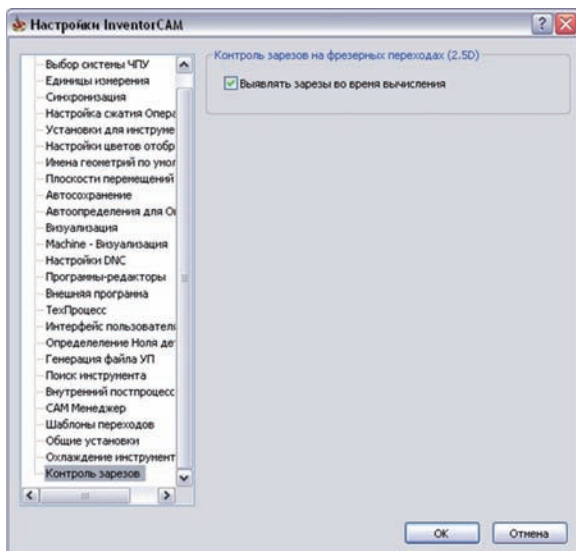 Настройки InventorCAM
Выбор системы ЧПУ
Единицы измерения
Синхронизация
Настройка сжатия Опера
Установки для инструме
Настройки цветов отобр
Имена геометрий по умол
Плоскости перемещений
Автосохранение
Автоопределения для Оп
Визуализация
Machine - Визуализация
Настройки DNC
Программы-редакторы
Внешняя программа
ТехПроцесс
Интерфейс пользовател
Определеление Ноля де
Генерация файла УП
Поиск инструмента
Внутренний постпроцесс
CAM Менеджер
Шаблоны переходов
Общие установки
Охлаждение инструмент
Контроль зарезов
Контроль зарезов на фрезерных переходах (2.5D)
Выявлять зарезы во время вычисления
OK
Отмена